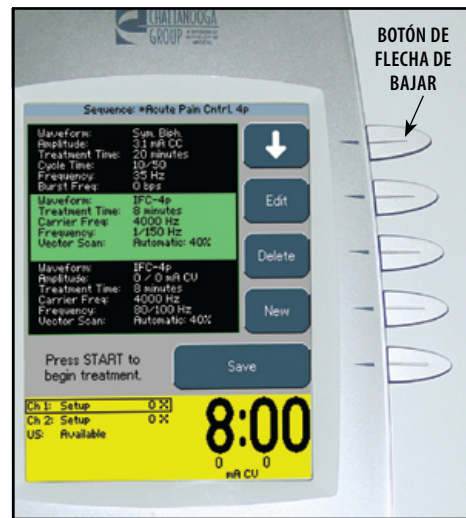 CHATTANOOGA
GROUP
BOTÓN DE
FLECHA DE
BAJAR
Sequence: *Acute Pain Cntrl. 4p
Waveform: Sym. Biph.
Amplitude: 31 mA CC
Treatment Time: 20 minutes
Cycle Time: 10/50
Frequency: 35 Hz
Burst Freq: 0 bps
Waveform: IFC-4p
Treatment Time: 8 minutes
Carrier Freq: 4000 Hz
Frequency: 1/150 Hz
Vector Scan: Automatic: 40%
Waveform: IFC-4p
Amplitude: 0 / 0 mA CV
Treatment Time: 8 minutes
Carrier Freq: 4000 Hz
Frequency: 80/100 Hz
Vector Scan: Automatic: 40%
Edit
Delete
New
Press START to
begin treatment.
Save
Ch 1: Setup 0 %
Ch 2: Setup 0 %
US: Available
8:00
0 0
mA CV